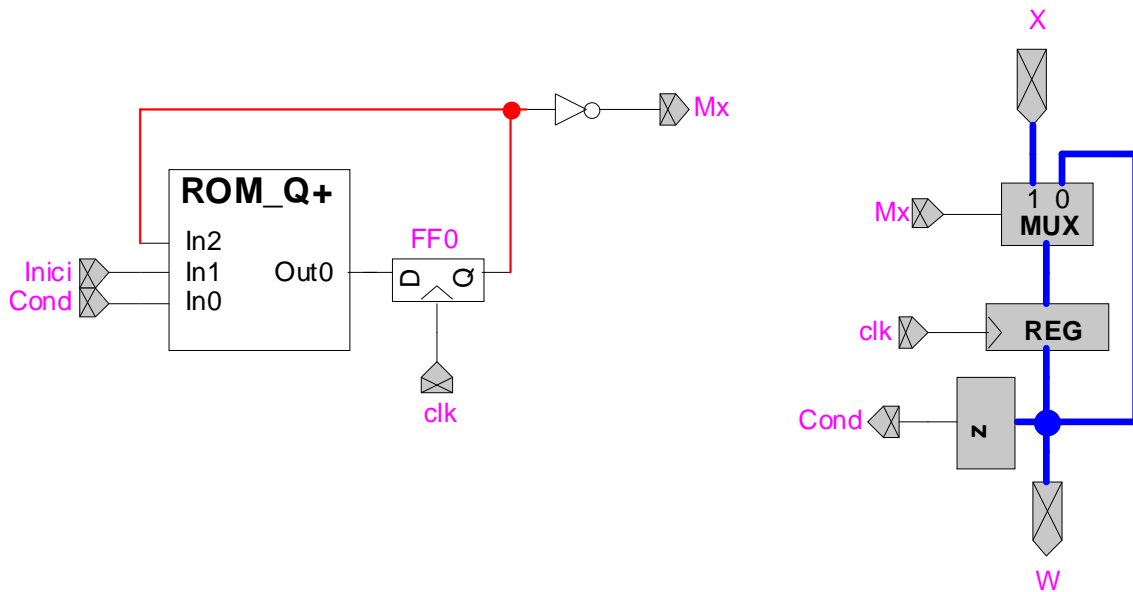 X
Mx
ROM_Q+
1 0
MUX
Mx
In2
FF0
Inici
In1
Out0
D
Q
Cond
In0
clk
REG
clk
Cond
z
W